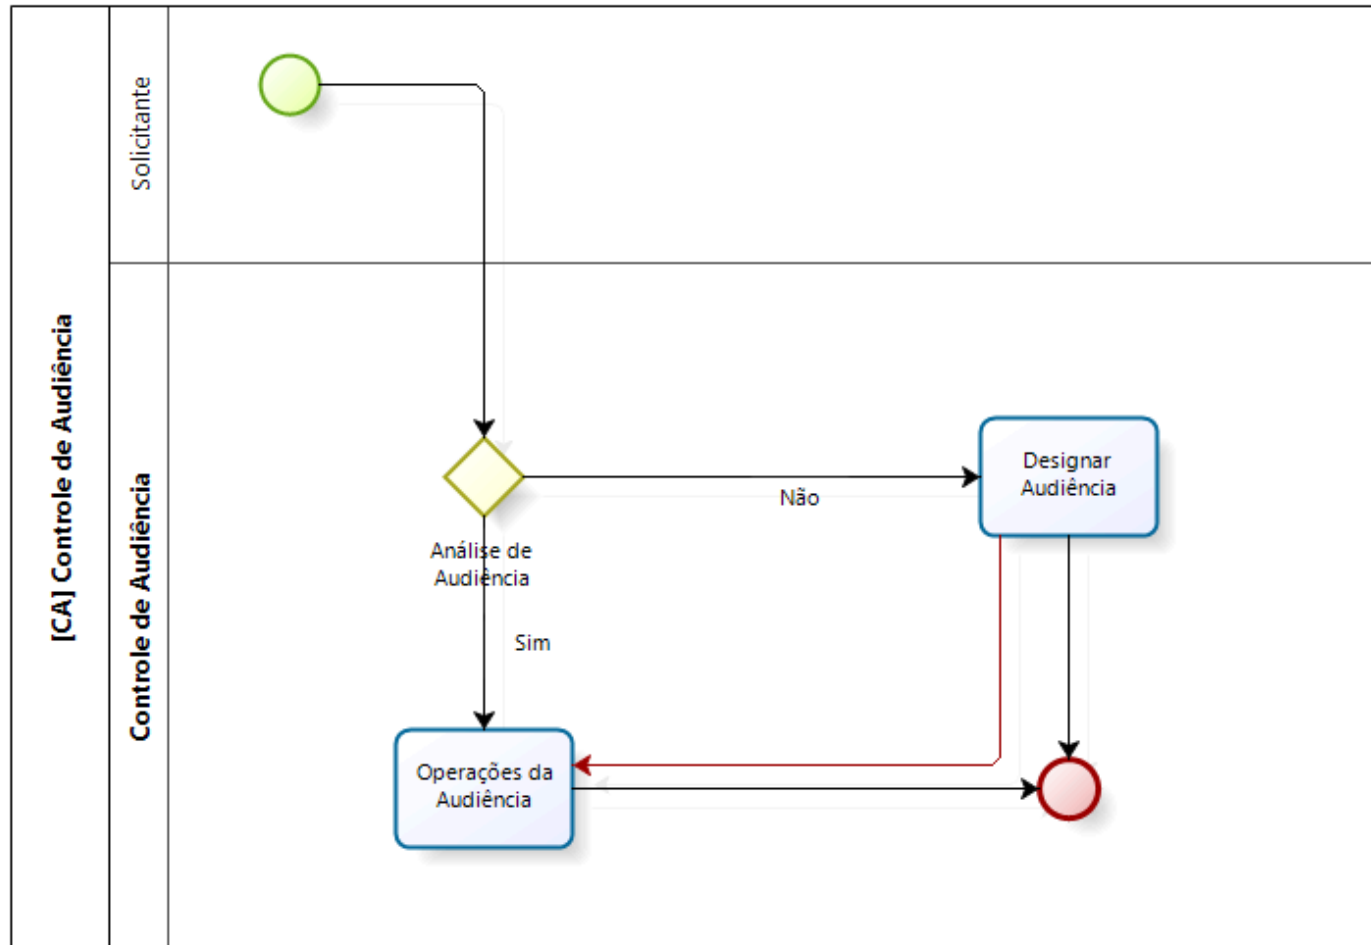 [CA] Controle de Audiência
Solicitante
Controle de Audiência
Designar
Audiência
Não
Análise de
Audiência
Sim
Operações da
Audiência